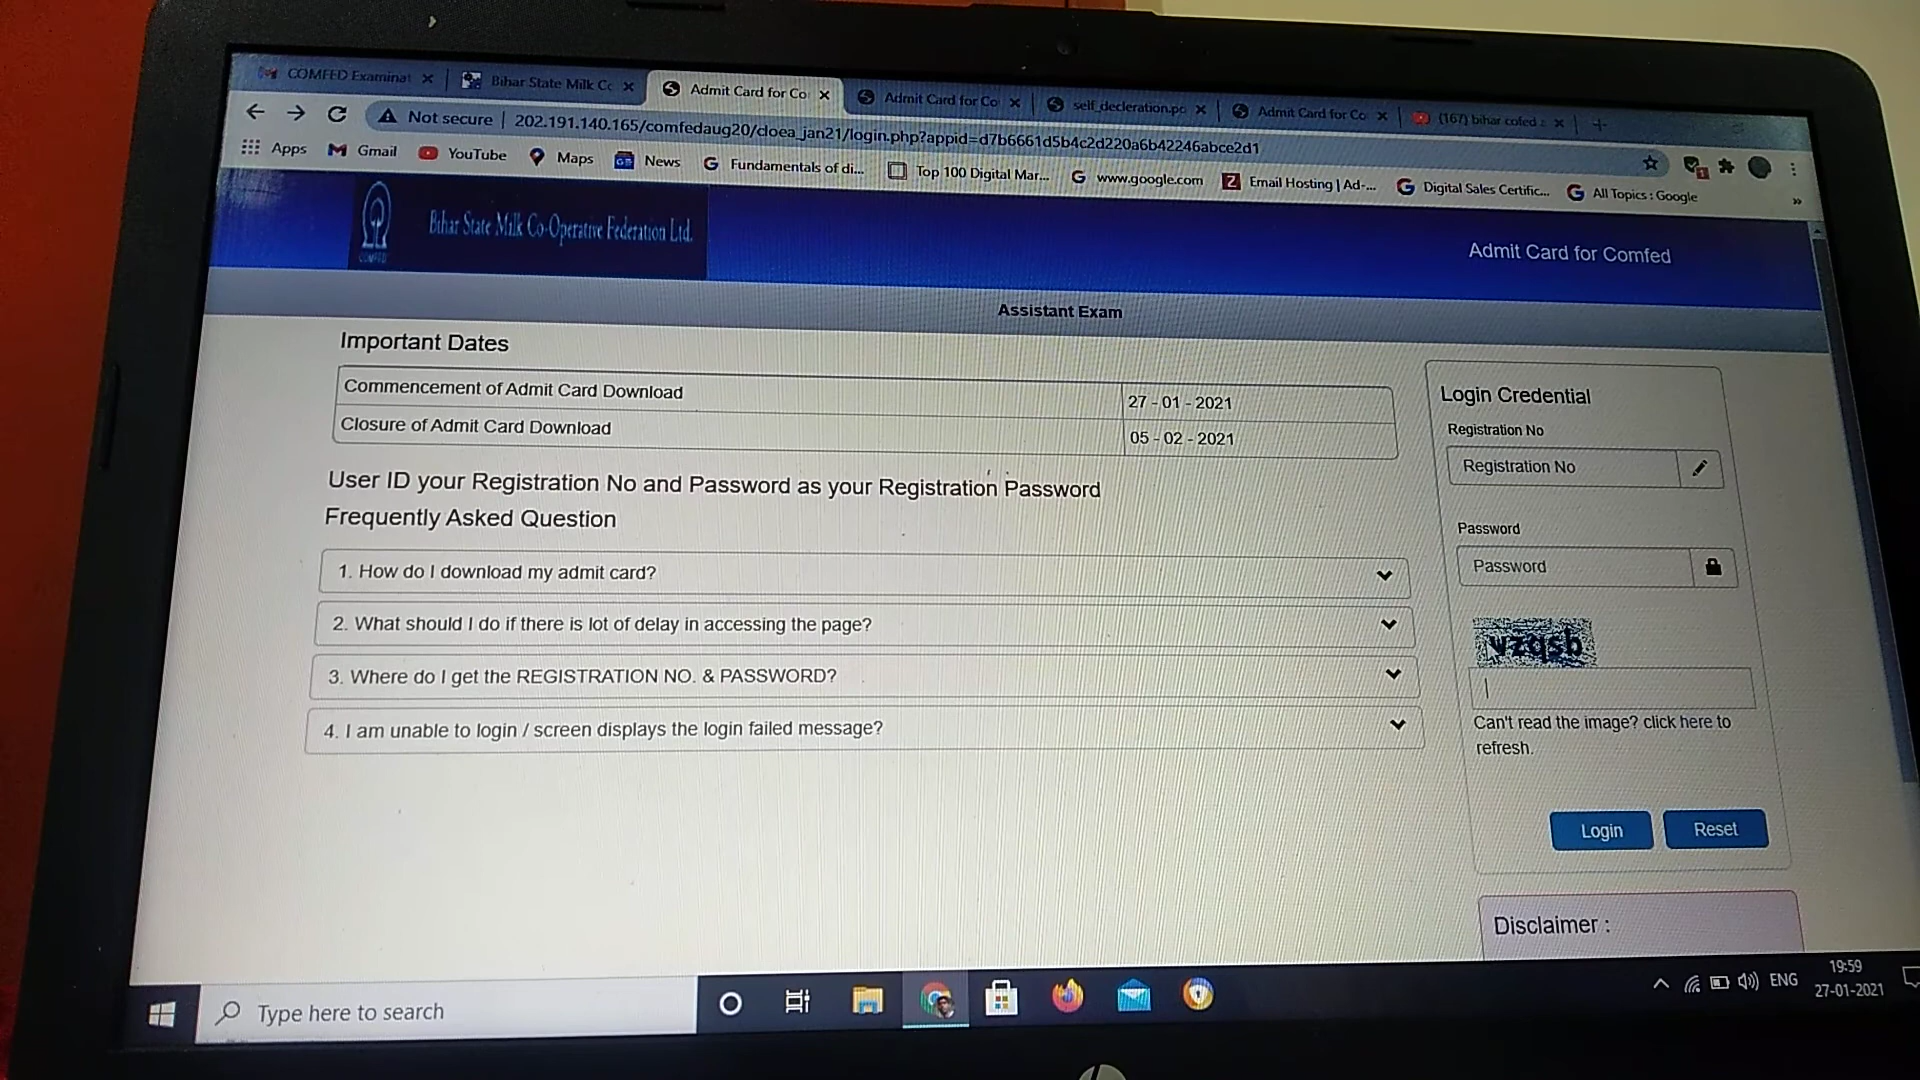 COMFED Examinat
Bihar State Milk Co
Admit Card for Co
Admit Card for Co
self_decleration.pc
Admit Card for Co
(167) bihar cofed
Not secure | 202.191.140.165/comfedaug20/cloea_jan21/login.php?appid=d7b6661d5b4c2d220a6b42246abce2d1
Apps Gmail YouTube Maps News Fundamentals of di... Top 100 Digital Mar... www.google.com Email Hosting | Ad-... Digital Sales Certific... All Topics : Google
COMFED
Bihar State Milk Co-Operative Federation Ltd.
Admit Card for Comfed
Assistant Exam
Important Dates
Commencement of Admit Card Download 27 - 01 - 2021
Closure of Admit Card Download 05 - 02 - 2021
User ID your Registration No and Password as your Registration Password
Frequently Asked Question
1. How do I download my admit card?
2. What should I do if there is lot of delay in accessing the page?
3. Where do I get the REGISTRATION NO. & PASSWORD?
4. I am unable to login / screen displays the login failed message?
Login Credential
Registration No
Registration No
Password
Password
vzqsb
Can't read the image? click here to
refresh.
Login Reset
Disclaimer :
Type here to search
ENG
19:59
27-01-2021
hp